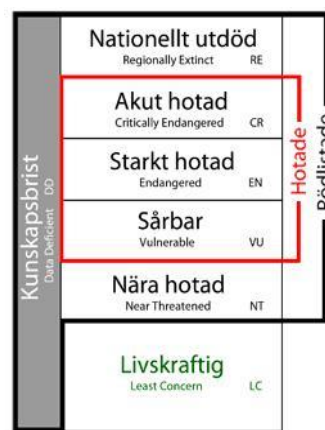 Nationellt utdöd
Regionally Extinct RE
Akut hotad
Critically Endangered CR
Starkt hotad
Endangered EN
Sårbar
Vulnerable VU
Nära hotad
Near Threatened NT
Livskraftig
Least Concern LC
Kunskapsbrist
Data Deficient DD
Hotade
Rödlistade